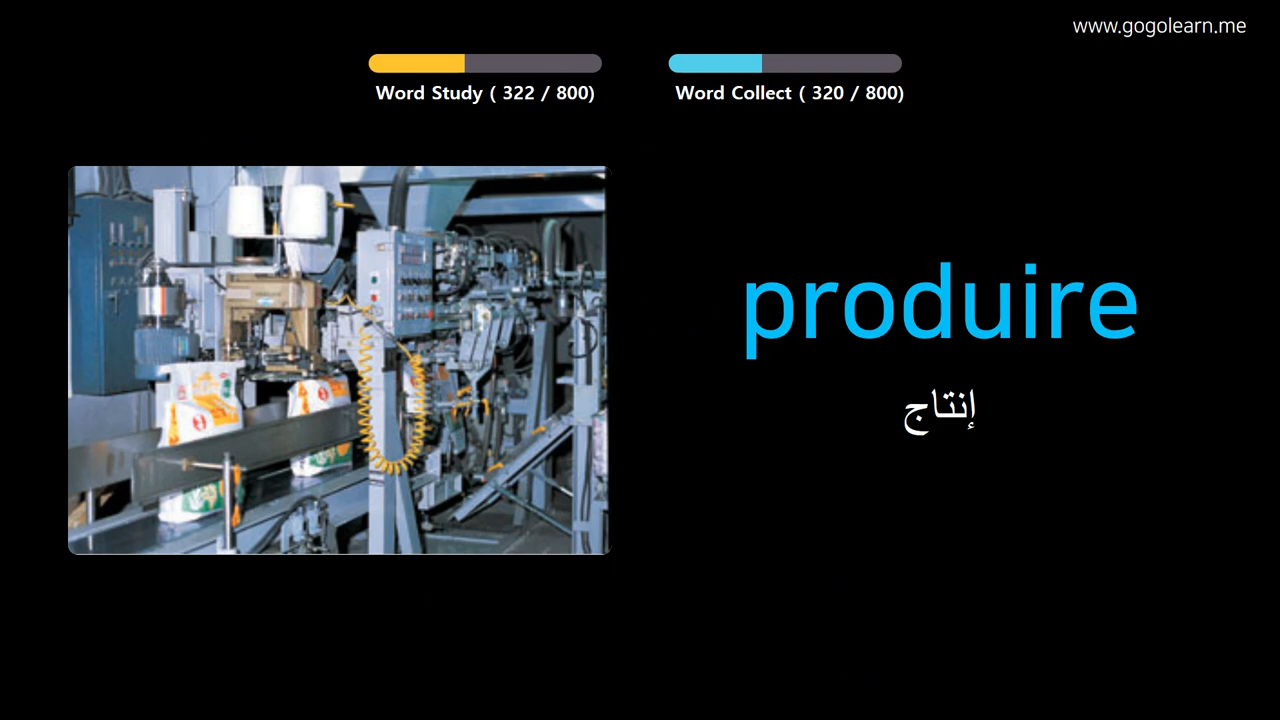 www.gogolearn.me
Word Study ( 322 / 800)
Word Collect ( 320 / 800)
produire
إنتاج